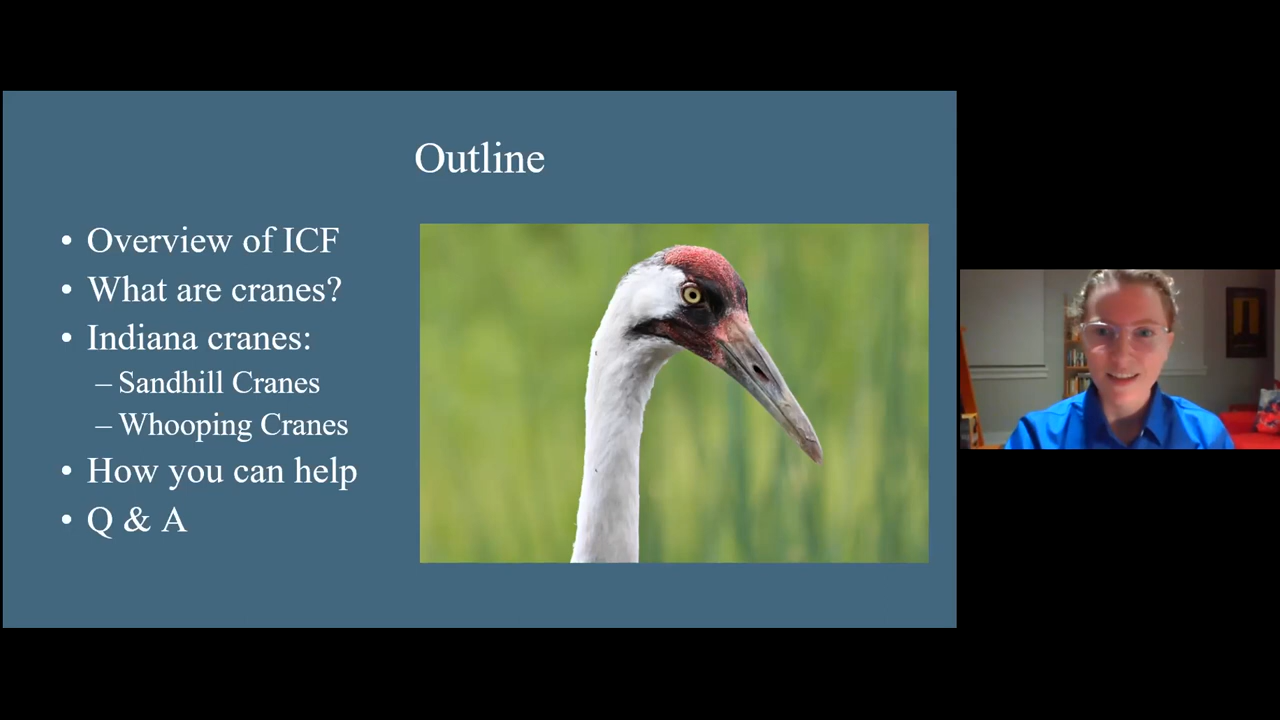 Outline
• Overview of ICF
• What are cranes?
• Indiana cranes:
– Sandhill Cranes
– Whooping Cranes
• How you can help
• Q & A